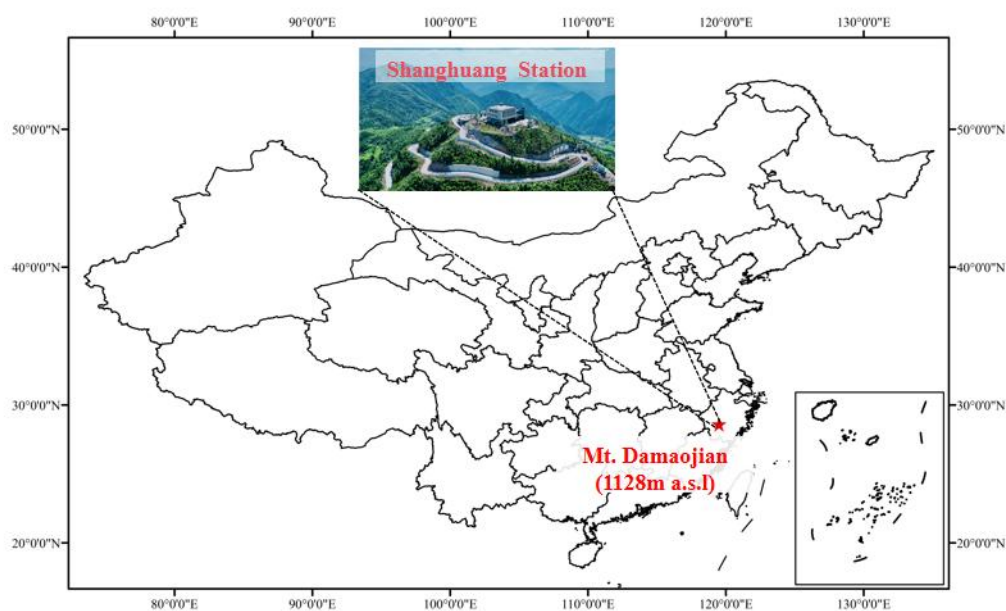 80°0'0"E 90°0'0"E 100°0'0"E 110°0'0"E 120°0'0"E 130°0'0"E
Shanghuang Station
50°0'0"N 50°0'0"N
40°0'0"N 40°0'0"N
30°0'0"N 30°0'0"N
Mt. Damaojian
(1128m a.s.l)
20°0'0"N 20°0'0"N
80°0'0"E 90°0'0"E 100°0'0"E 110°0'0"E 120°0'0"E 130°0'0"E